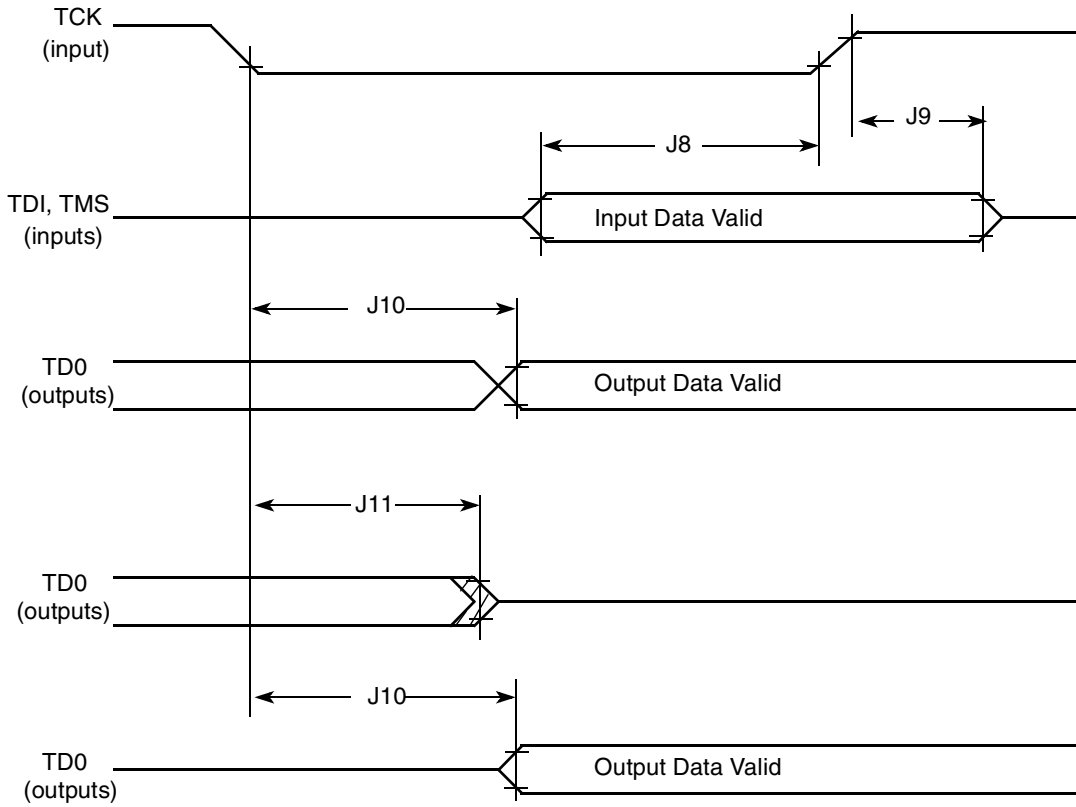 TCK
(input)
J9
J8
TDI, TMS
(inputs)
Input Data Valid
J10
TD0
(outputs)
Output Data Valid
J11
TD0
(outputs)
J10
TD0
(outputs)
Output Data Valid